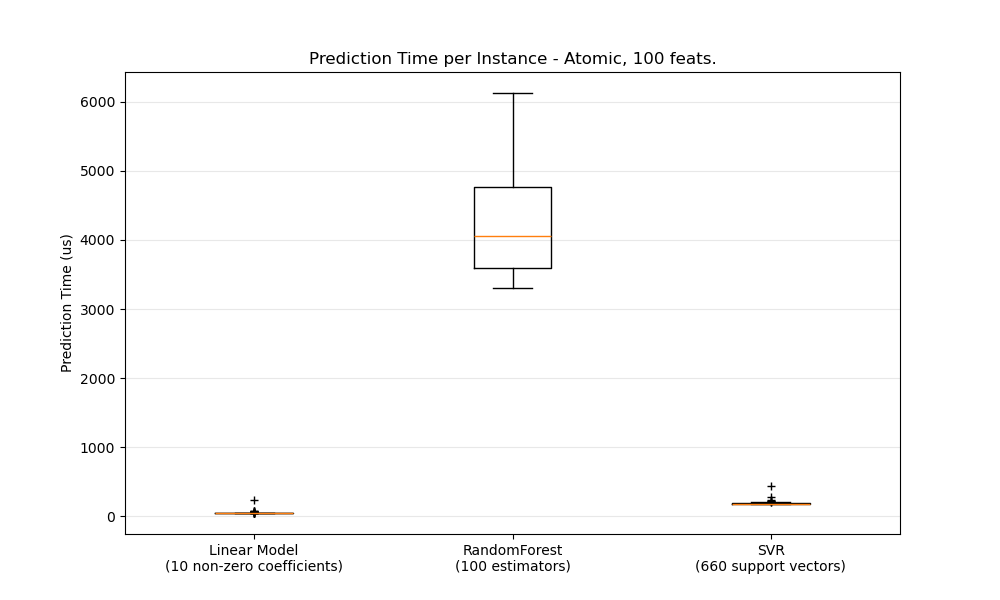 Prediction Time per Instance - Atomic, 100 feats.
Prediction Time (us)
6000
5000
4000
3000
2000
1000
0
Linear Model
(10 non-zero coefficients)
RandomForest
(100 estimators)
SVR
(660 support vectors)